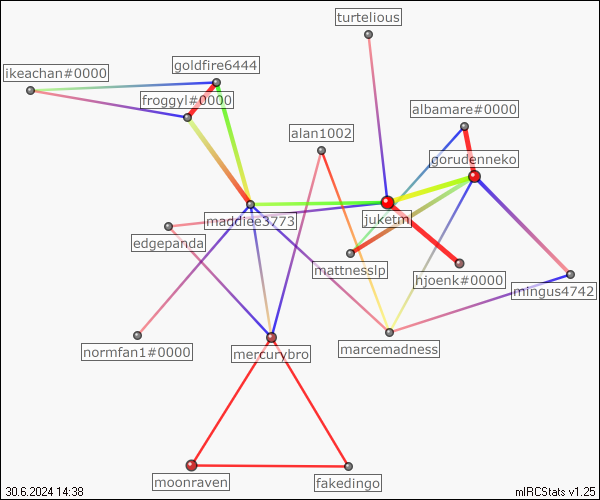 turtelious
goldfire6444
ikeachan#0000
froggyl#0000
albamare#0000
alan1002
gorudenneko
maddiee3773
juketm
edgepanda
mattnesslp
hjoenk#0000
mingus4742
normfan1#0000
mercurybro
marcemadness
moonraven
fakedingo
30.6.2024 14:38
mIRCStats v1.25